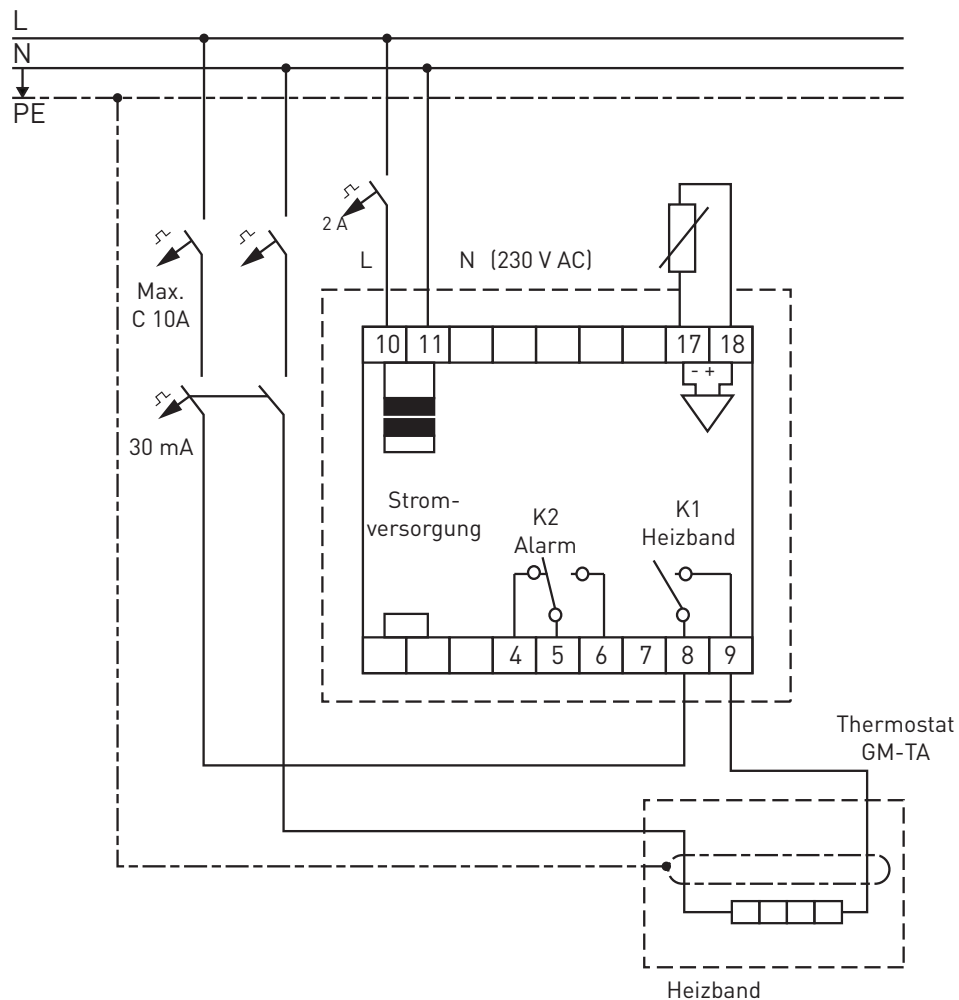 L
N
PE
2 A
L
N (230 V AC)
Max.
C 10A
10 11 17 18
- +
30 mA
Strom-
versorgung
K2
Alarm
K1
Heizband
4 5 6 7 8 9
Thermostat
GM-TA
Heizband